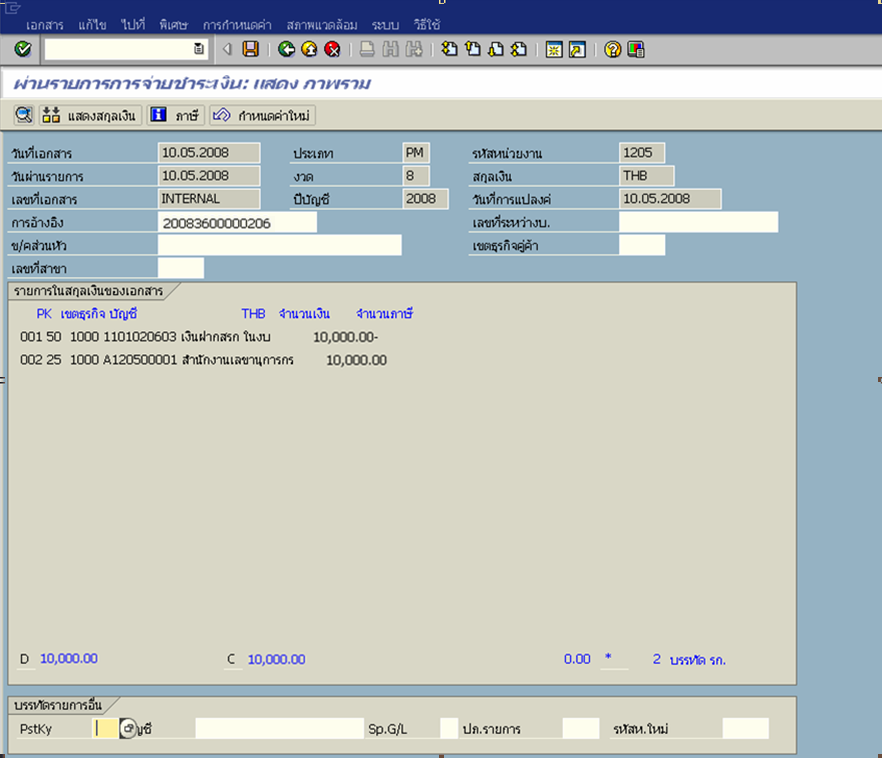 เอกสาร แก้ไข ไปที่ พิเศษ การกำหนดค่า สภาพแวดล้อม ระบบ วิธีใช้
ผ่านรายการการจ่ายชำระเงิน: แสดง ภาพรวม
แสดงสกุลเงิน ภาษี กำหนดค่าใหม่
วันที่เอกสาร 10.05.2008 ประเภท PM รหัสหน่วยงาน 1205
วันผ่านรายการ 10.05.2008 งวด 8 สกุลเงิน THB
เลขที่เอกสาร INTERNAL ปีบัญชี 2008 วันที่การแปลงค่ 10.05.2008
การอ้างอิง 20083600000206 เลขที่ระหว่างบ.
ข/คส่วนหัว เขตธุรกิจคู่ค้า
เลขที่สาขา
รายการในสกุลเงินของเอกสาร
PK เขตธุรกิจ บัญชี THB จำนวนเงิน จำนวนภาษี
001 50 1000 1101020603 เงินฝากสรก ในงบ 10,000.00-
002 25 1000 A120500001 สำนักงานเลขานุการกร 10,000.00
D 10,000.00 C 10,000.00 0.00 * 2 บรรทัด รก.
บรรทัดรายการอื่น
PstKy ัญชี Sp.G/L ปภ.รายการ รหัสห.ใหม่